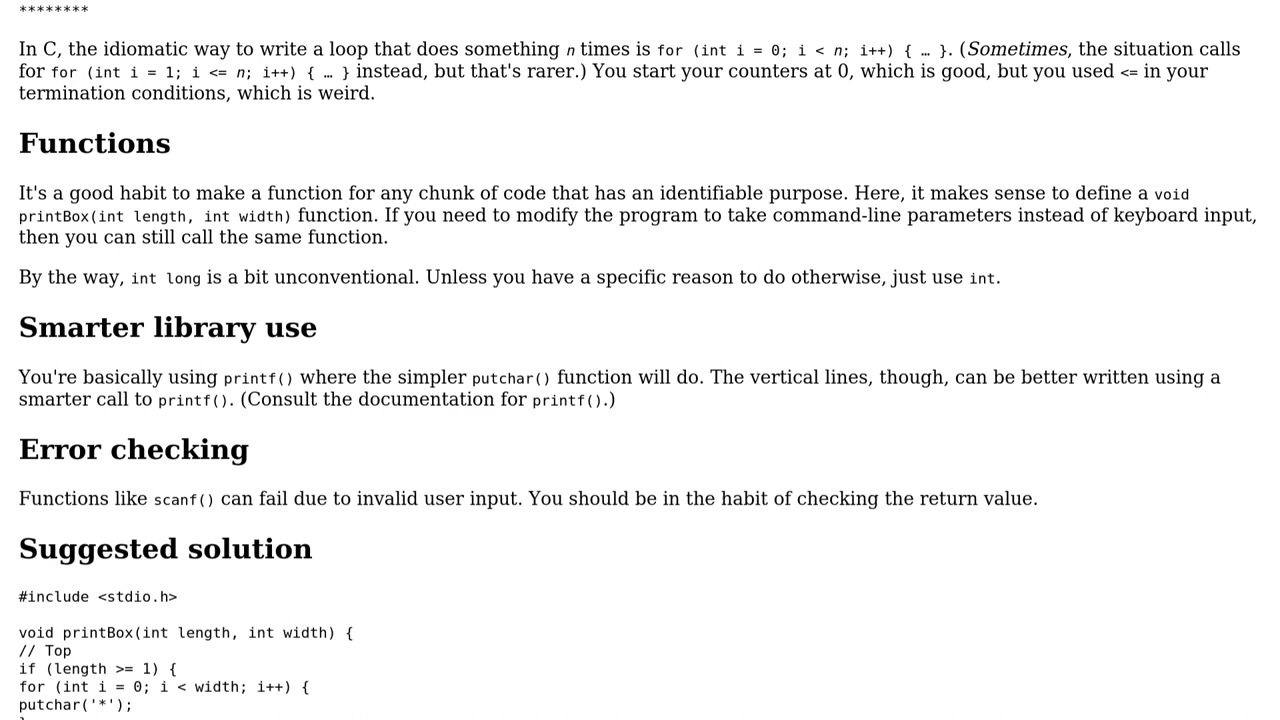 ********
In C, the idiomatic way to write a loop that does something n times is for (int i = 0; i < n; i++) { … }. (Sometimes, the situation calls
for for (int i = 1; i <= n; i++) { … } instead, but that's rarer.) You start your counters at 0, which is good, but you used <= in your
termination conditions, which is weird.
Functions
It's a good habit to make a function for any chunk of code that has an identifiable purpose. Here, it makes sense to define a void
printBox(int length, int width) function. If you need to modify the program to take command-line parameters instead of keyboard input,
then you can still call the same function.
By the way, int long is a bit unconventional. Unless you have a specific reason to do otherwise, just use int.
Smarter library use
You're basically using printf() where the simpler putchar() function will do. The vertical lines, though, can be better written using a
smarter call to printf(). (Consult the documentation for printf().)
Error checking
Functions like scanf() can fail due to invalid user input. You should be in the habit of checking the return value.
Suggested solution
#include <stdio.h>
void printBox(int length, int width) {
// Top
if (length >= 1) {
for (int i = 0; i < width; i++) {
putchar('*');